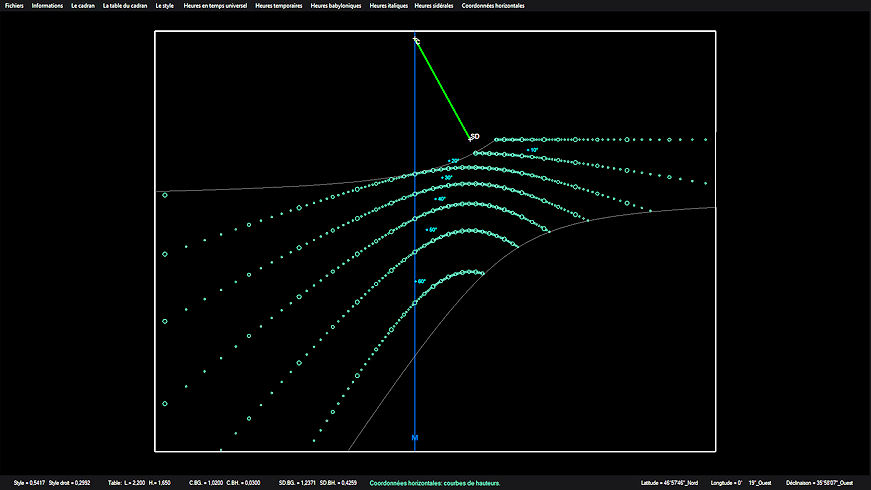 Fichiers Informations Le cadran La table du cadran Le style Heures en temps universel Heures temporaires Heures babyloniques Heures italiques Heures sidérales Coordonnées horizontales
C
SD
+10°
+20°
+30°
+40°
+50°
+60°
M
Style = 0,5417 Style droit = 0,2992 Table: L = 2,200 H = 1,650 C.BG. = 1,0200 C.BH. = 0,0300 SD.BG. = 1,2371 SD.BH. = 0,4259 Coordonnées horizontales: courbes de hauteurs. Latitude = 46°57'46"_Nord Longitude = 0° 19"_Ouest Déclinaison = 35°58'07"_Ouest